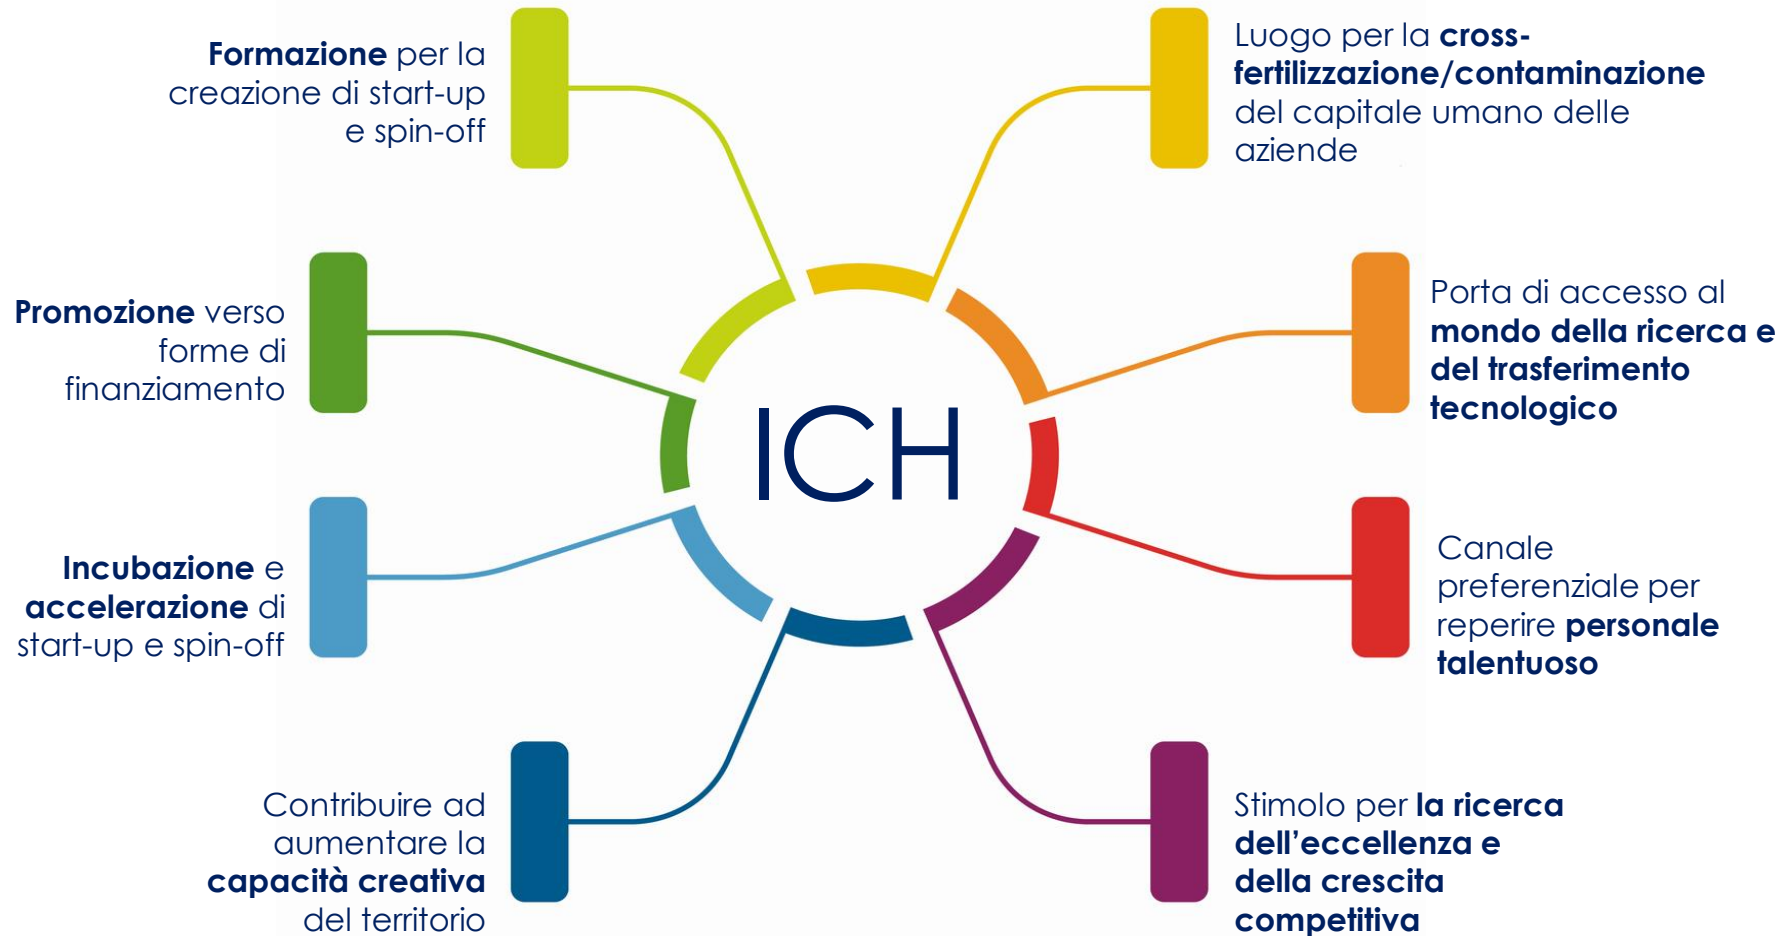 Formazione per la
creazione di start-up
e spin-off
Luogo per la cross-
fertilizzazione/contaminazione
del capitale umano delle
aziende
Promozione verso
forme di
finanziamento
Porta di accesso al
mondo della ricerca e
del trasferimento
tecnologico
ICH
Incubazione e
accelerazione di
start-up e spin-off
Canale
preferenziale per
reperire personale
talentuoso
Contribuire ad
aumentare la
capacità creativa
del territorio
Stimolo per la ricerca
dell’eccellenza e
della crescita
competitiva